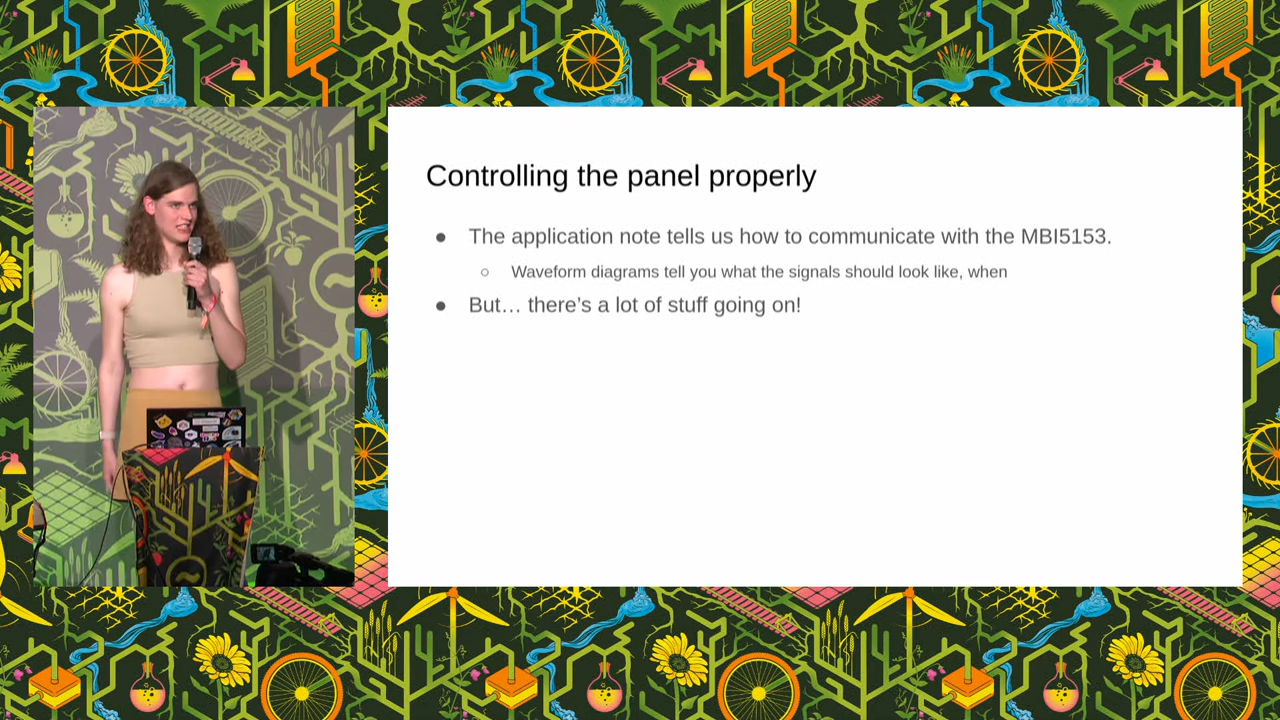 Controlling the panel properly
● The application note tells us how to communicate with the MBI5153.
○ Waveform diagrams tell you what the signals should look like, when
● But… there's a lot of stuff going on!